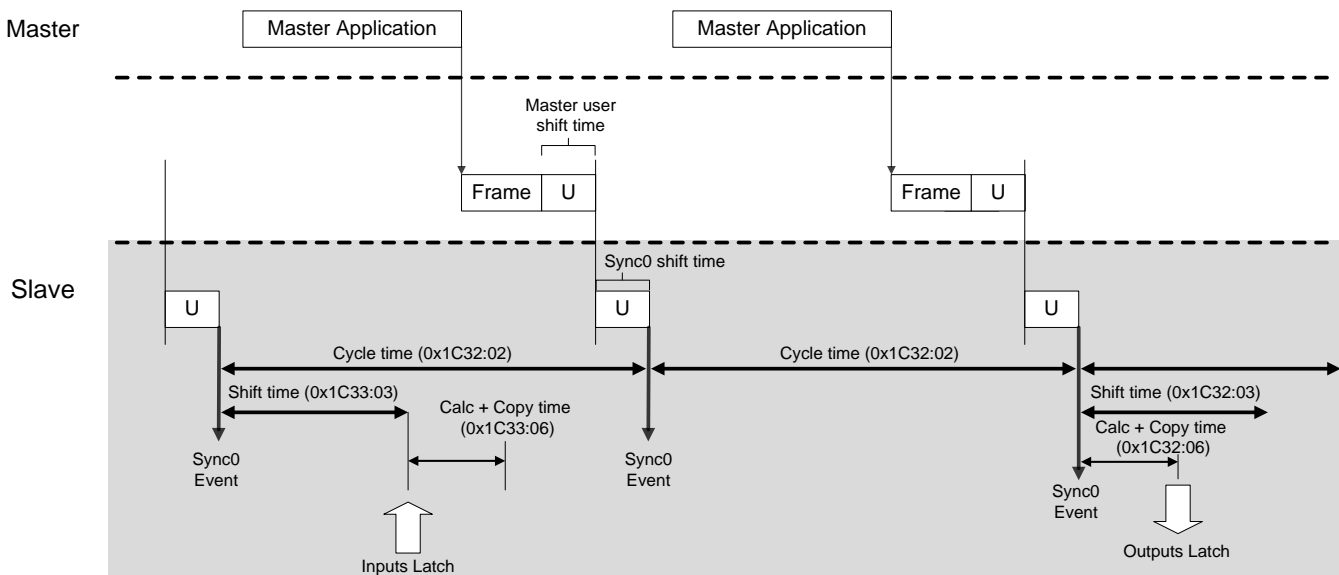 Master
Master Application
Master Application
Master user
shift time
Frame
U
Frame
U
Slave
Sync0 shift time
U
U
U
Cycle time (0x1C32:02)
Cycle time (0x1C32:02)
Shift time (0x1C33:03)
Shift time (0x1C32:03)
Calc + Copy time
(0x1C33:06)
Calc + Copy time
(0x1C32:06)
Sync0
Event
Sync0
Event
Sync0
Event
Inputs Latch
Outputs Latch